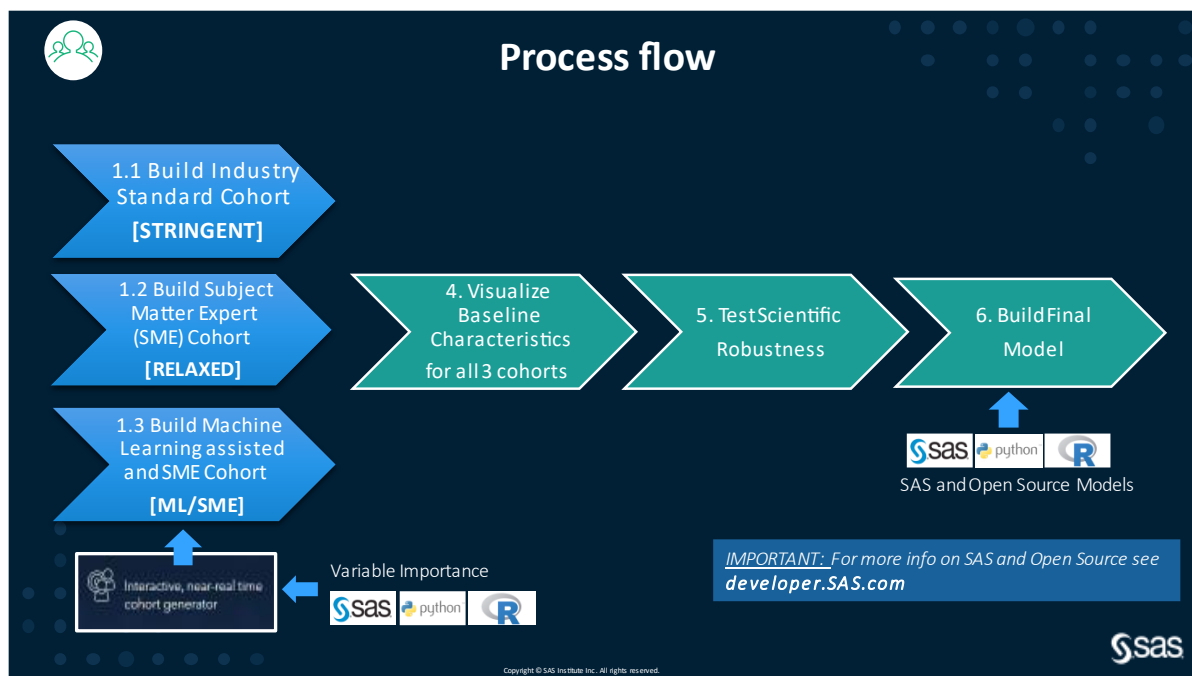 Process flow
1.1 Build Industry
Standard Cohort
[STRINGENT]
1.2 Build Subject
Matter Expert
(SME) Cohort
[RELAXED]
1.3 Build Machine
Learning assisted
and SME Cohort
[ML/SME]
Interactive, near-real time
cohort generator
Variable Importance
sas
python
R
4. Visualize
Baseline
Characteristics
for all 3 cohorts
5. Test Scientific
Robustness
6. Build Final
Model
sas
python
R
SAS and Open Source Models
IMPORTANT: For more info on SAS and Open Source see
developer.SAS.com
Copyright © SAS Institute Inc. All rights reserved.
sas